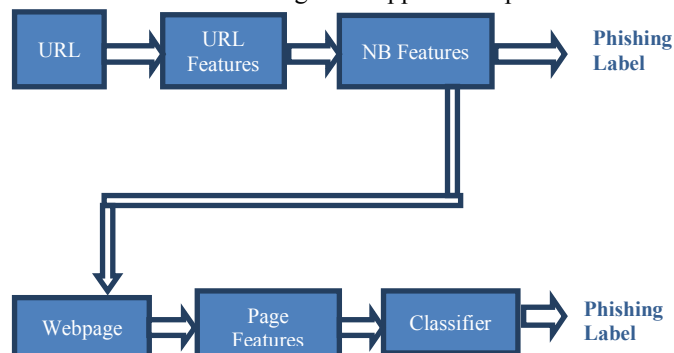 URL
URL
Features
NB Features
Phishing
Label
Webpage
Page
Features
Classifier
Phishing
Label